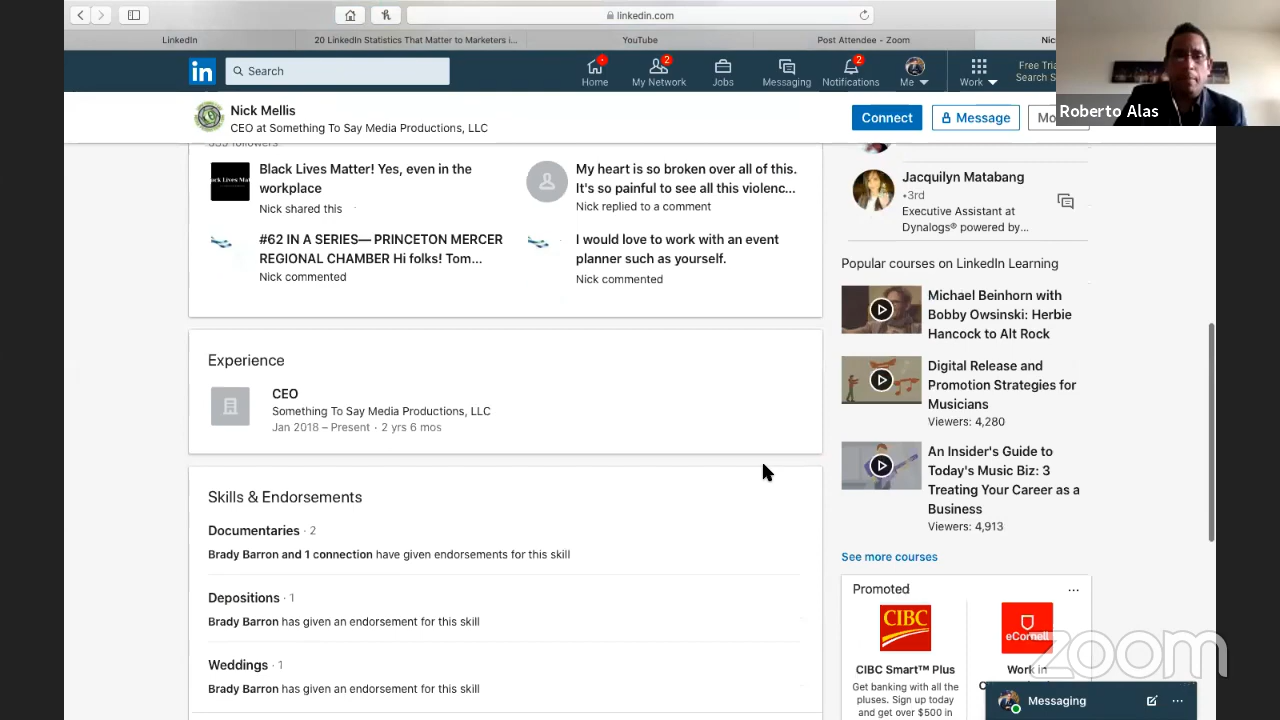 linkedin.com
LinkedIn
20 LinkedIn Statistics That Matter to Marketers i...
YouTube
Post Attendee - Zoom
Nic
in
Search
Home
2
My Network
Jobs
Messaging
2
Notifications
Me
Work
Free Tria
Search S
Roberto Alas
Nick Mellis
CEO at Something To Say Media Productions, LLC
Connect
Message
Mo
followers
Black Lives Matter! Yes, even in the
workplace
Nick shared this
My heart is so broken over all of this.
It's so painful to see all this violenc...
Nick replied to a comment
#62 IN A SERIES— PRINCETON MERCER
REGIONAL CHAMBER Hi folks! Tom...
Nick commented
I would love to work with an event
planner such as yourself.
Nick commented
Experience
CEO
Something To Say Media Productions, LLC
Jan 2018 – Present · 2 yrs 6 mos
Skills & Endorsements
Documentaries · 2
Brady Barron and 1 connection have given endorsements for this skill
Depositions · 1
Brady Barron has given an endorsement for this skill
Weddings · 1
Brady Barron has given an endorsement for this skill
Jacquilyn Matabang
•3rd
Executive Assistant at
Dynalogs® powered by...
Popular courses on LinkedIn Learning
Michael Beinhorn with
Bobby Owsinski: Herbie
Hancock to Alt Rock
Digital Release and
Promotion Strategies for
Musicians
Viewers: 4,280
An Insider's Guide to
Today's Music Biz: 3
Treating Your Career as a
Business
Viewers: 4,913
See more courses
Promoted
CIBC
CIBC Smart™ Plus
Get banking with all the
pluses. Sign up today
and get over $500 in
eCornell
Work in
zoom
Messaging